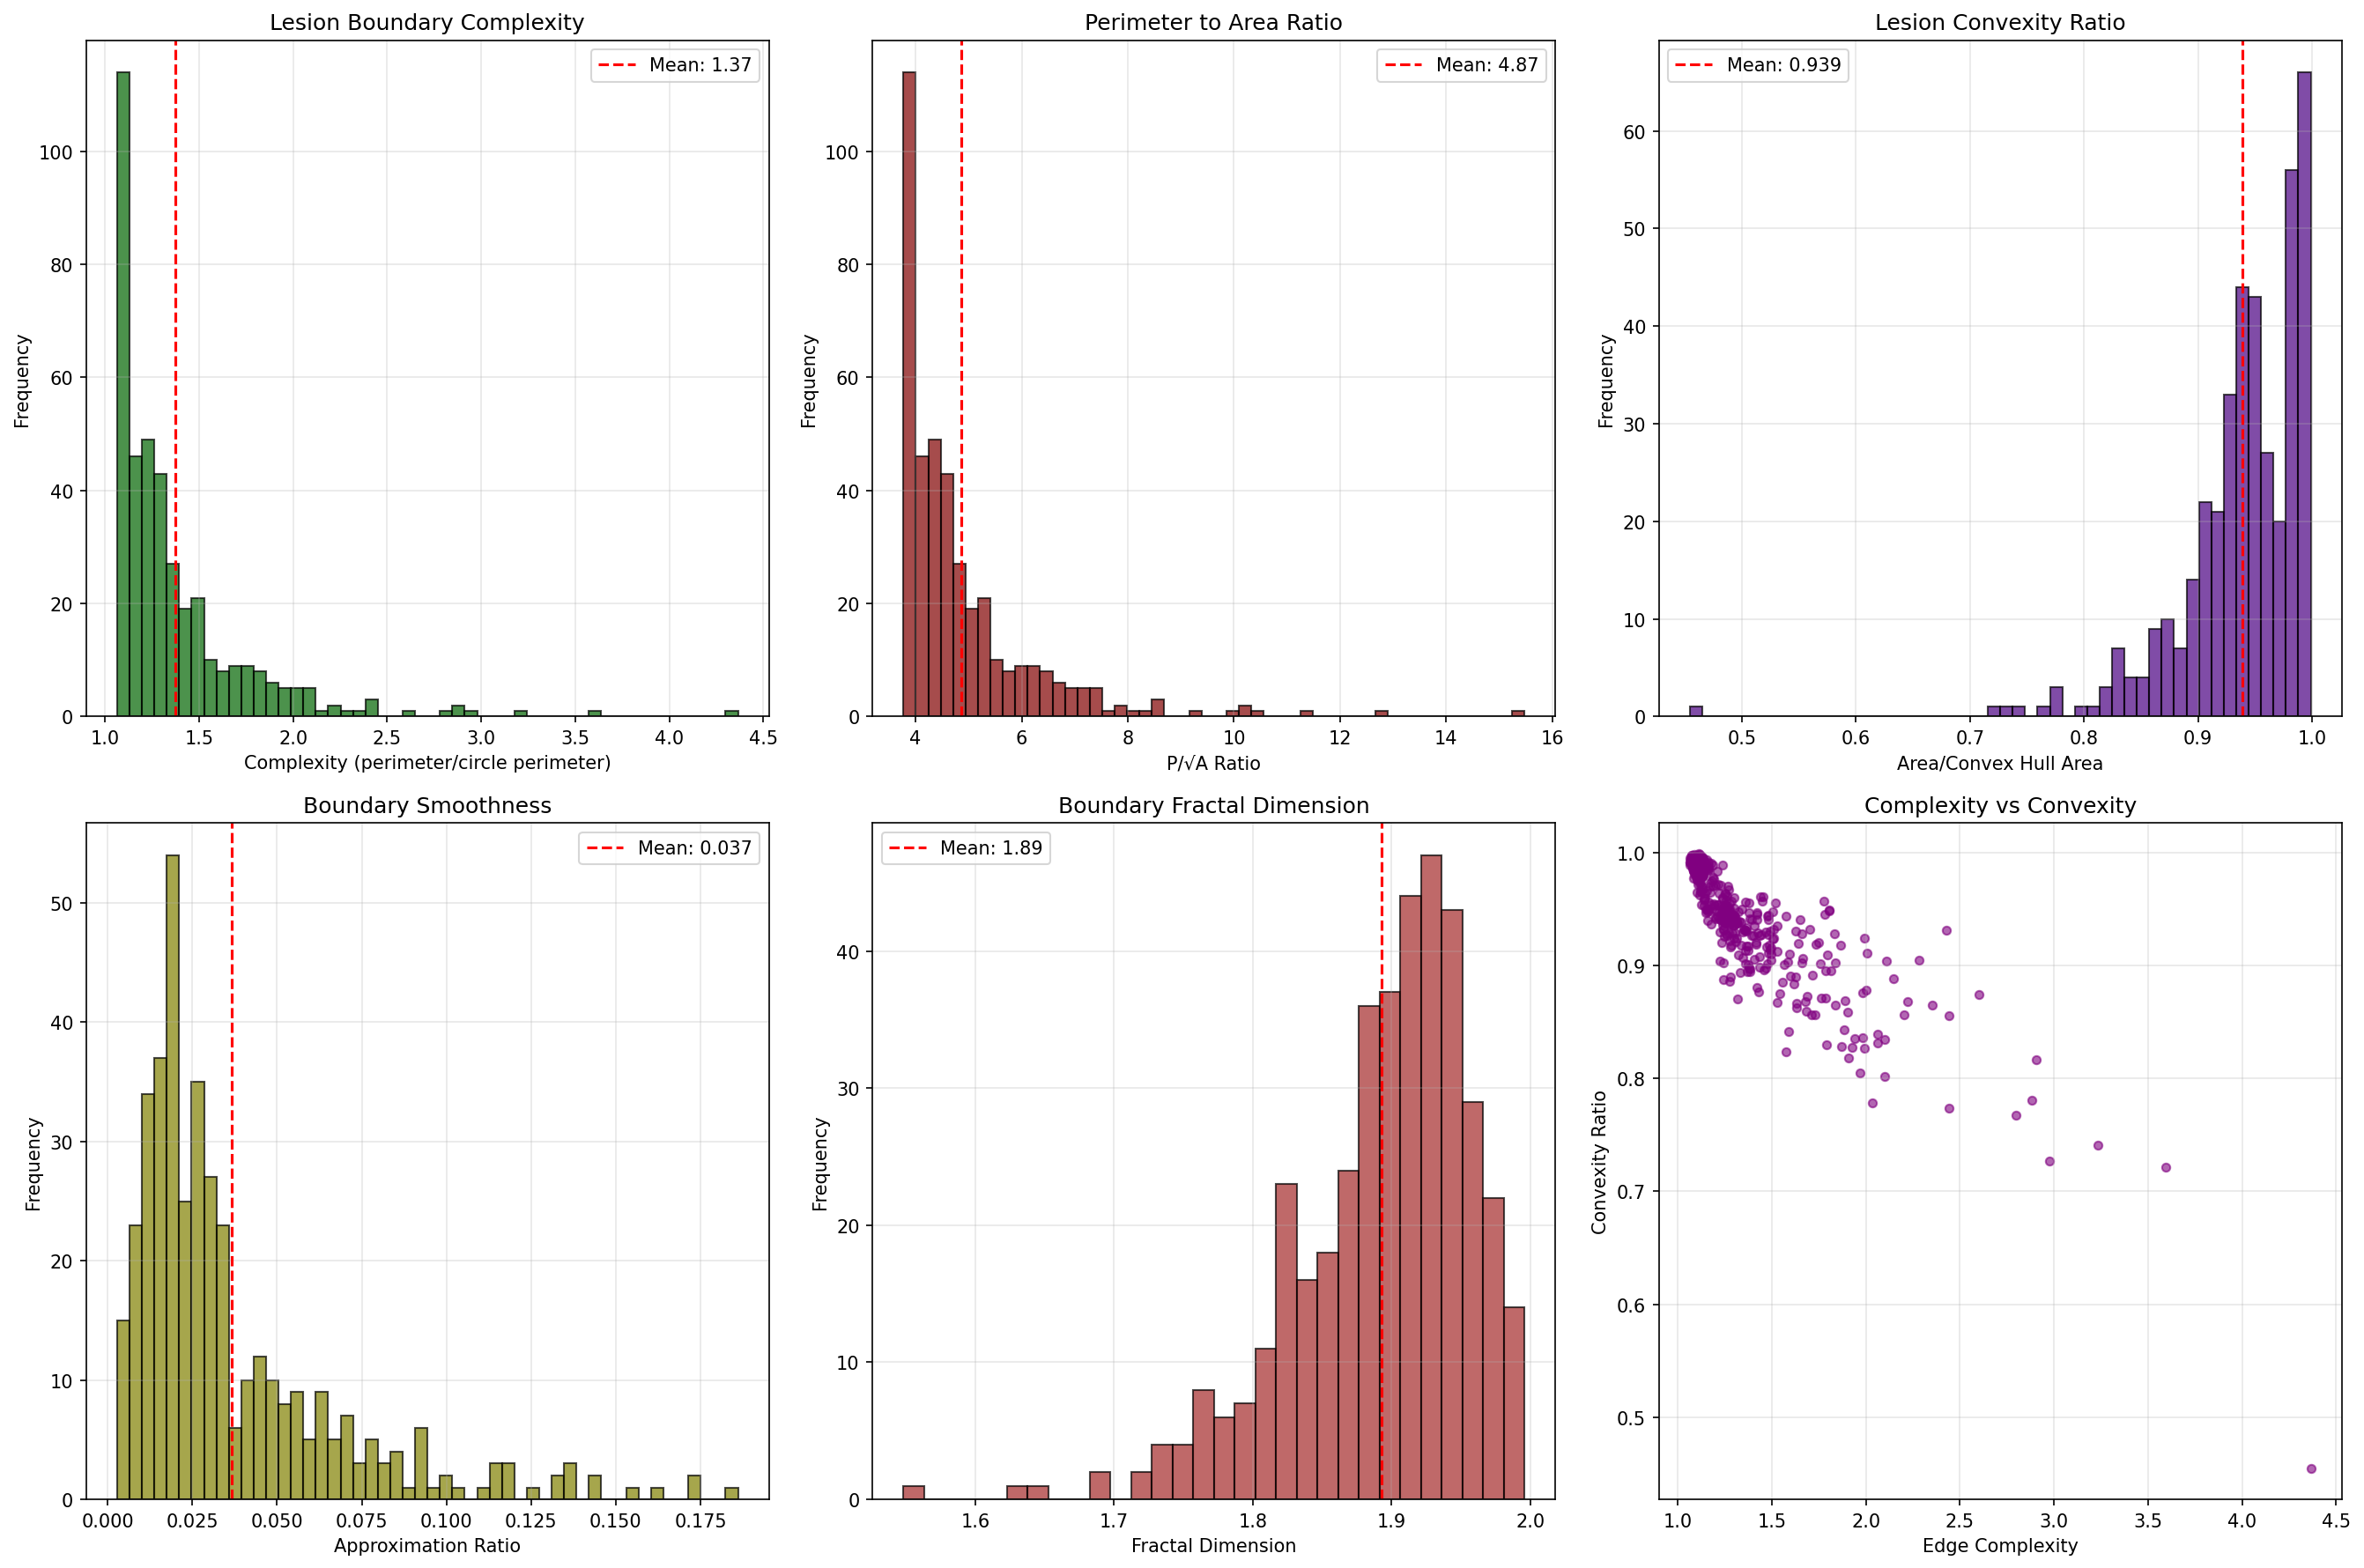 Lesion Boundary Complexity
Mean: 1.37
Frequency
100
80
60
40
20
0
1.0 1.5 2.0 2.5 3.0 3.5 4.0 4.5
Complexity (perimeter/circle perimeter)
Perimeter to Area Ratio
Mean: 4.87
Frequency
100
80
60
40
20
0
4 6 8 10 12 14 16
P/√A Ratio
Lesion Convexity Ratio
Mean: 0.939
Frequency
60
50
40
30
20
10
0
0.5 0.6 0.7 0.8 0.9 1.0
Area/Convex Hull Area
Boundary Smoothness
Mean: 0.037
Frequency
50
40
30
20
10
0
0.000 0.025 0.050 0.075 0.100 0.125 0.150 0.175
Approximation Ratio
Boundary Fractal Dimension
Mean: 1.89
Frequency
40
30
20
10
0
1.6 1.7 1.8 1.9 2.0
Fractal Dimension
Complexity vs Convexity
Convexity Ratio
1.0
0.9
0.8
0.7
0.6
0.5
1.0 1.5 2.0 2.5 3.0 3.5 4.0 4.5
Edge Complexity